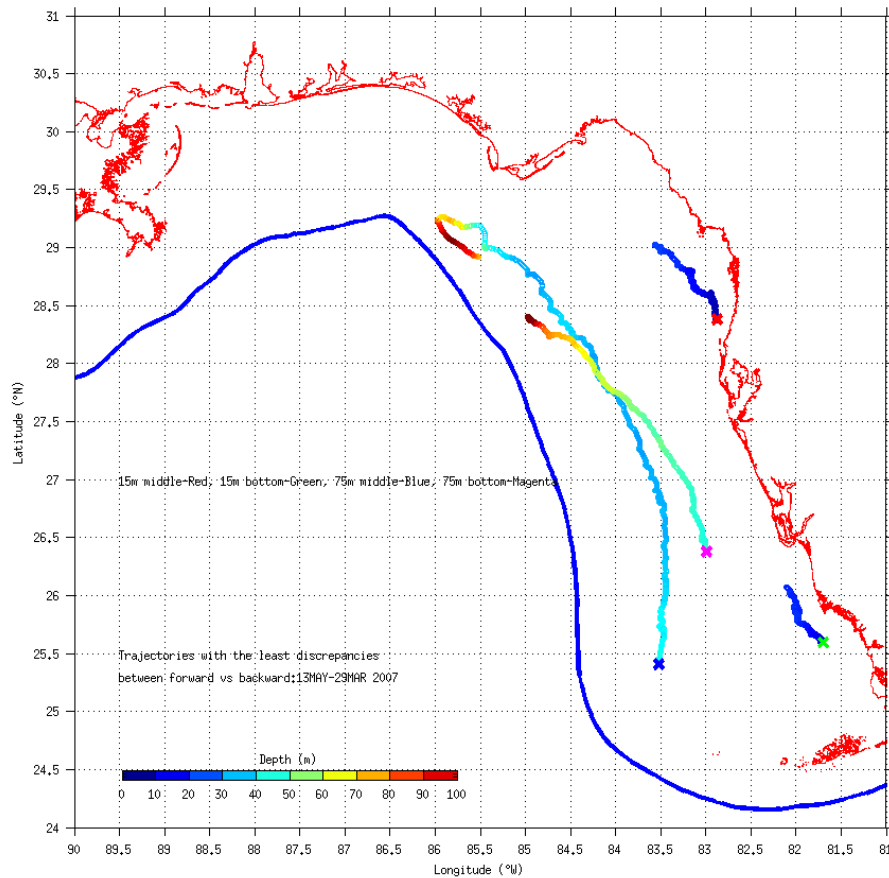 31
30.5
30
29.5
29
28.5
28
27.5
27
26.5
26
25.5
25
24.5
24
Latitude (°N)
15m middle-Red, 15m bottom-Green, 75m middle-Blue, 75m bottom-Magenta
Trajectories with the least discrepancies
between forward vs backward:13MAY-29MAR 2007
Depth (m)
0 10 20 30 40 50 60 70 80 90 100
90 89.5 89 88.5 88 87.5 87 86.5 86 85.5 85 84.5 84 83.5 83 82.5 82 81.5 81
Longitude (°W)